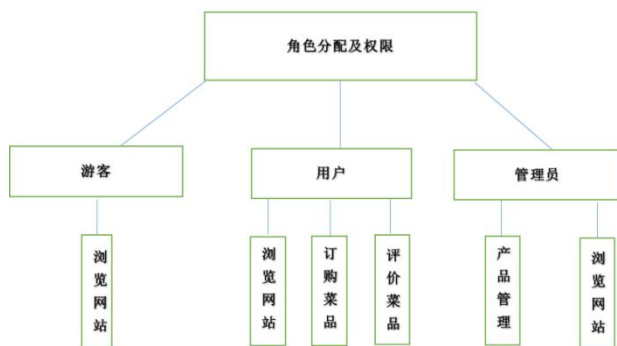 角色分配及权限
游客
用户
管理员
浏览网站
浏览网站
订购菜品
评价菜品
产品管理
浏览网站